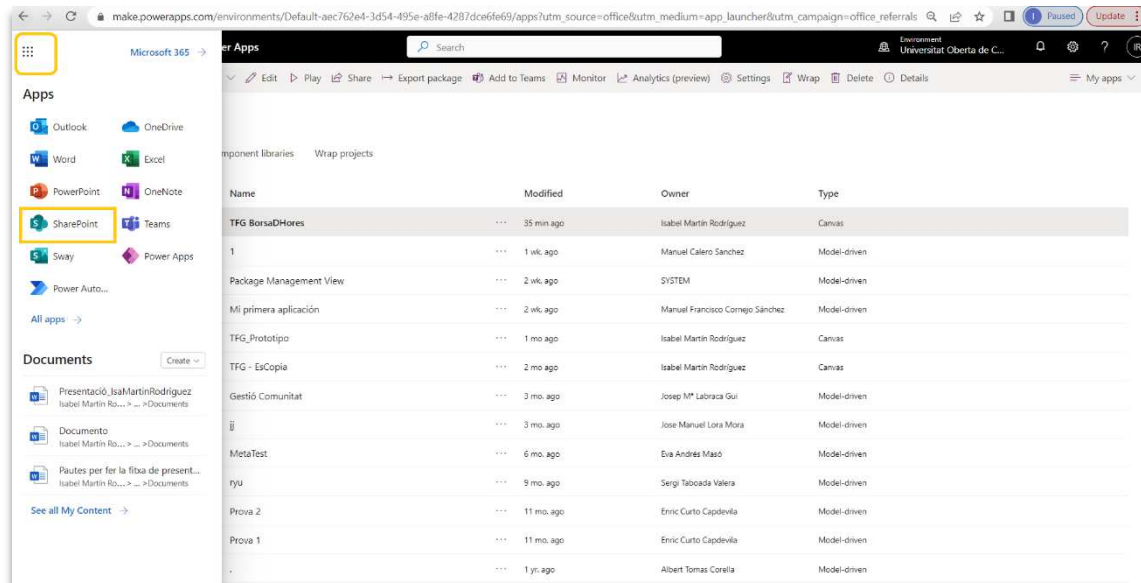 make.powerapps.com/environments/Default-aec762e4-3d54-495e-a8fe-4287dce6fe69/apps?utm_source=office&utm_medium=app_launcher&utm_campaign=office_referrals
I Paused Update
Microsoft 365 → er Apps Search Environment Universitat Oberta de C... ? IR
Edit Play Share Export package Add to Teams Monitor Analytics (preview) Settings Wrap Delete Details My apps
Apps
Outlook OneDrive
Word Excel
mponent libraries Wrap projects
PowerPoint OneNote
SharePoint Teams
Sway Power Apps
Power Auto...
All apps →
Documents Create
Presentació_IsaMartinRodriguez
Isabel Martín Ro... > ... >Documents
Documento
Isabel Martín Ro... > ... >Documents
Pautes per fer la fitxa de present...
Isabel Martín Ro... > ... >Documents
See all My Content →
Name Modified Owner Type
TFG BorsaDHores ··· 35 min ago Isabel Martín Rodríguez Canvas
1 ··· 1 wk. ago Manuel Calero Sanchez Model-driven
Package Management View ··· 2 wk. ago SYSTEM Model-driven
Mi primera aplicación ··· 2 wk. ago Manuel Francisco Cornejo Sánchez Model-driven
TFG_Prototipo ··· 1 mo ago Isabel Martín Rodríguez Canvas
TFG - EsCopia ··· 2 mo ago Isabel Martín Rodríguez Canvas
Gestió Comunitat ··· 3 mo. ago Josep Mª Labraca Gui Model-driven
jj ··· 3 mo. ago Jose Manuel Lora Mora Model-driven
MetaTest ··· 6 mo. ago Eva Andrés Masó Model-driven
ryu ··· 9 mo. ago Sergi Taboada Valera Model-driven
Prova 2 ··· 11 mo. ago Enric Curto Capdevila Model-driven
Prova 1 ··· 11 mo. ago Enric Curto Capdevila Model-driven
. ··· 1 yr. ago Albert Tomas Corella Model-driven